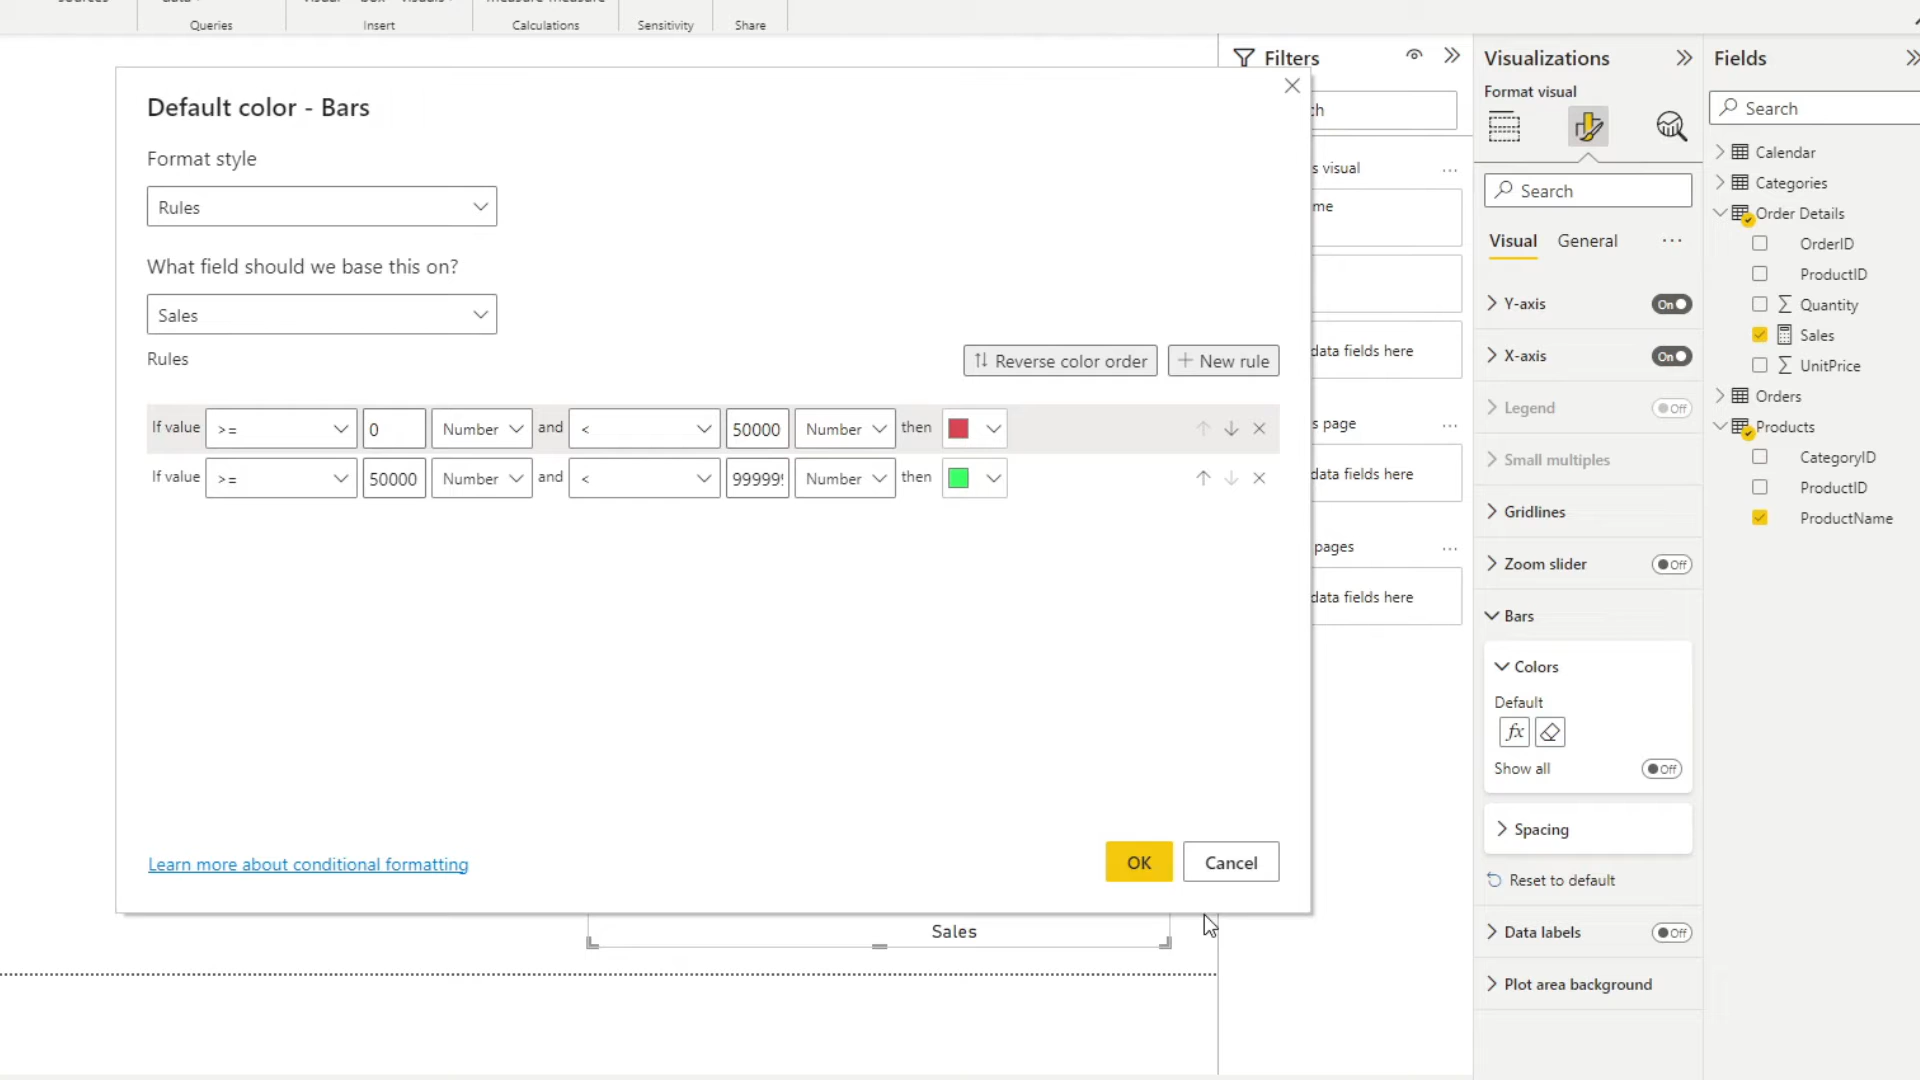 Queries
Insert
Calculations
Sensitivity
Share
Default color - Bars
Format style
Rules
What field should we base this on?
Sales
Rules
Reverse color order
New rule
If value >= 0 Number and < 50000 Number then
If value >= 50000 Number and < 99999 Number then
Learn more about conditional formatting
OK
Cancel
Sales
Filters
s visual
data fields here
s page
data fields here
pages
data fields here
Visualizations
Format visual
Search
Visual
General
...
Y-axis On
X-axis On
Legend Off
Small multiples
Gridlines
Zoom slider Off
Bars
Colors
Default
fx
Show all Off
Spacing
Reset to default
Data labels Off
Plot area background
Fields
Search
Calendar
Categories
Order Details
OrderID
ProductID
∑ Quantity
Sales
∑ UnitPrice
Orders
Products
CategoryID
ProductID
ProductName